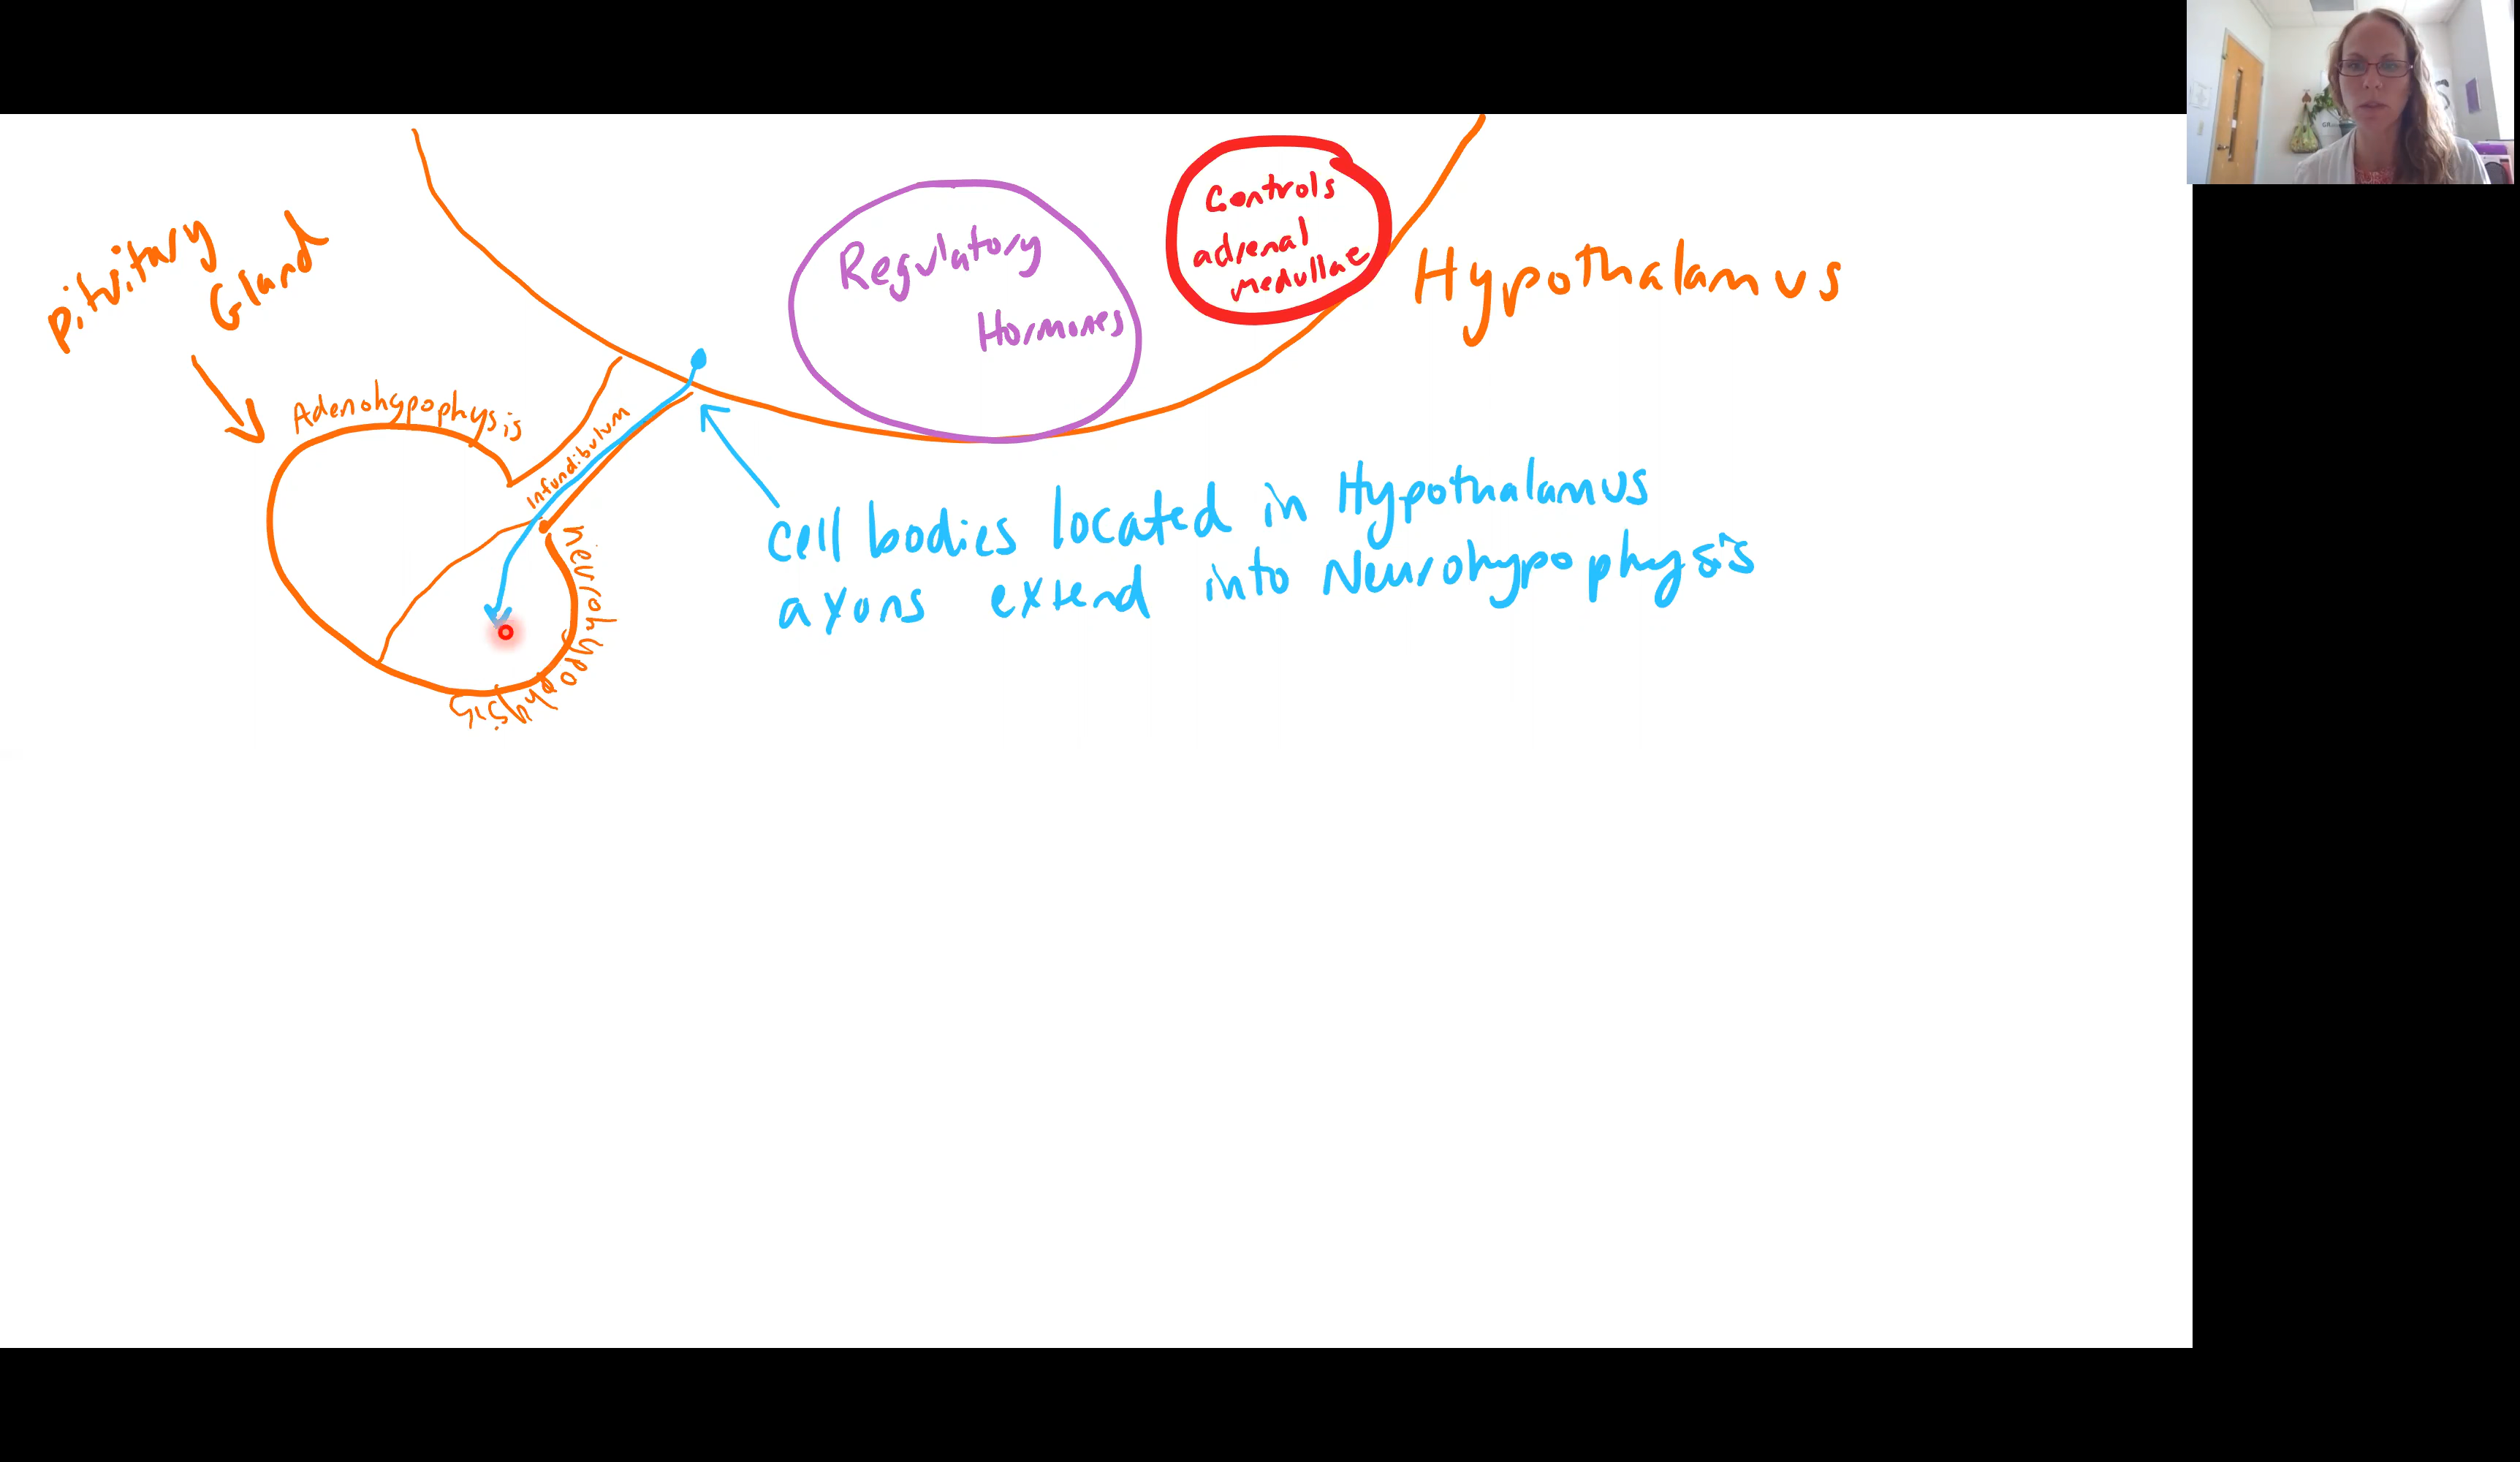 Pituitary
Gland
Adenohypophysis
Infundibulum
Neurohypophysis
Regulatory
Hormones
Controls
adrenal
medullae
Hypothalamus
cell bodies located in Hypothalamus
axons extend into Neurohypophysis